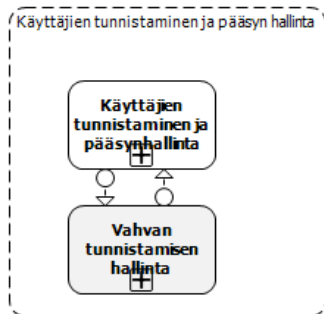 Käyttäjien tunnistaminen ja pääsyn hallinta
Käyttäjien
tunnistaminen ja
pääsynhallinta
Vahvan
tunnistamisen
hallinta